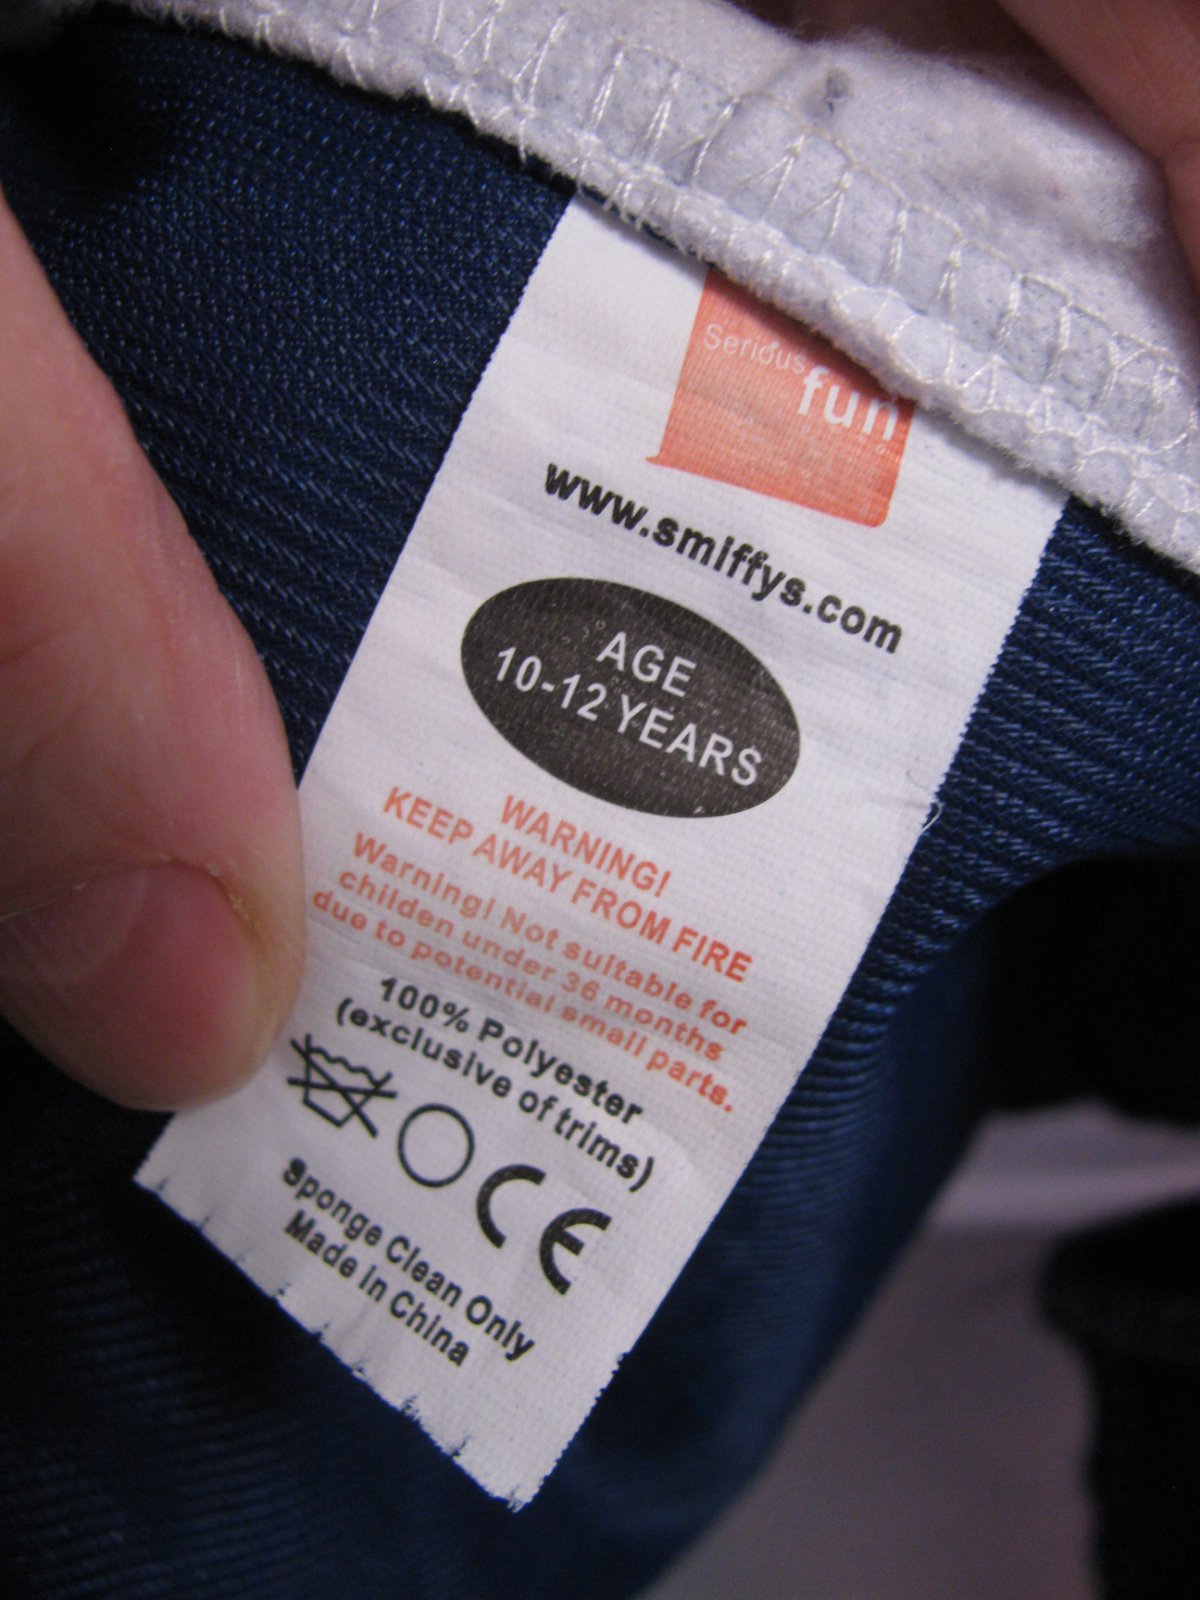 Serious
fun
www.smiffys.com
AGE
10-12 YEARS
WARNING!
KEEP AWAY FROM FIRE
Warning! Not suitable for
childen under 36 months
due to potential small parts.
100% Polyester
(exclusive of trims)
CE
Sponge Clean Only
Made in China